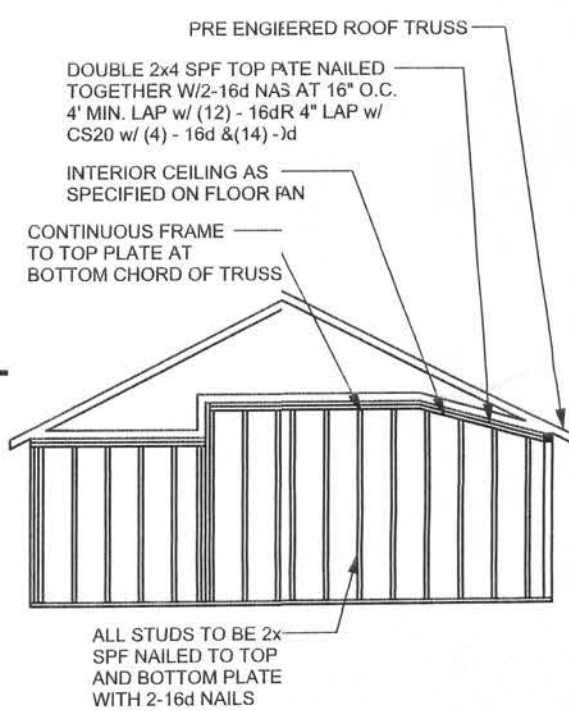 PRE ENGIEERED ROOF TRUSS
DOUBLE 2x4 SPF TOP PATE NAILED
TOGETHER W/2-16d NAS AT 16" O.C.
4' MIN. LAP w/ (12) - 16dR 4" LAP w/
CS20 w/ (4) - 16d &(14) -
INTERIOR CEILING AS
SPECIFIED ON FLOOR
CONTINUOUS FRAME
TO TOP PLATE AT
BOTTOM CHORD OF TRUSS
ALL STUDS TO BE 2x
SPF NAILED TO TOP
AND BOTTOM PLATE
WITH 2-16d NAILS